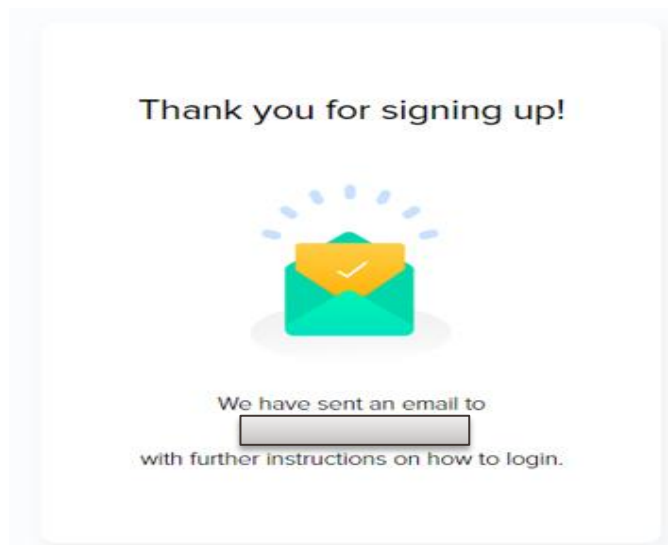 Thank you for signing up!
We have sent an email to
with further instructions on how to login.